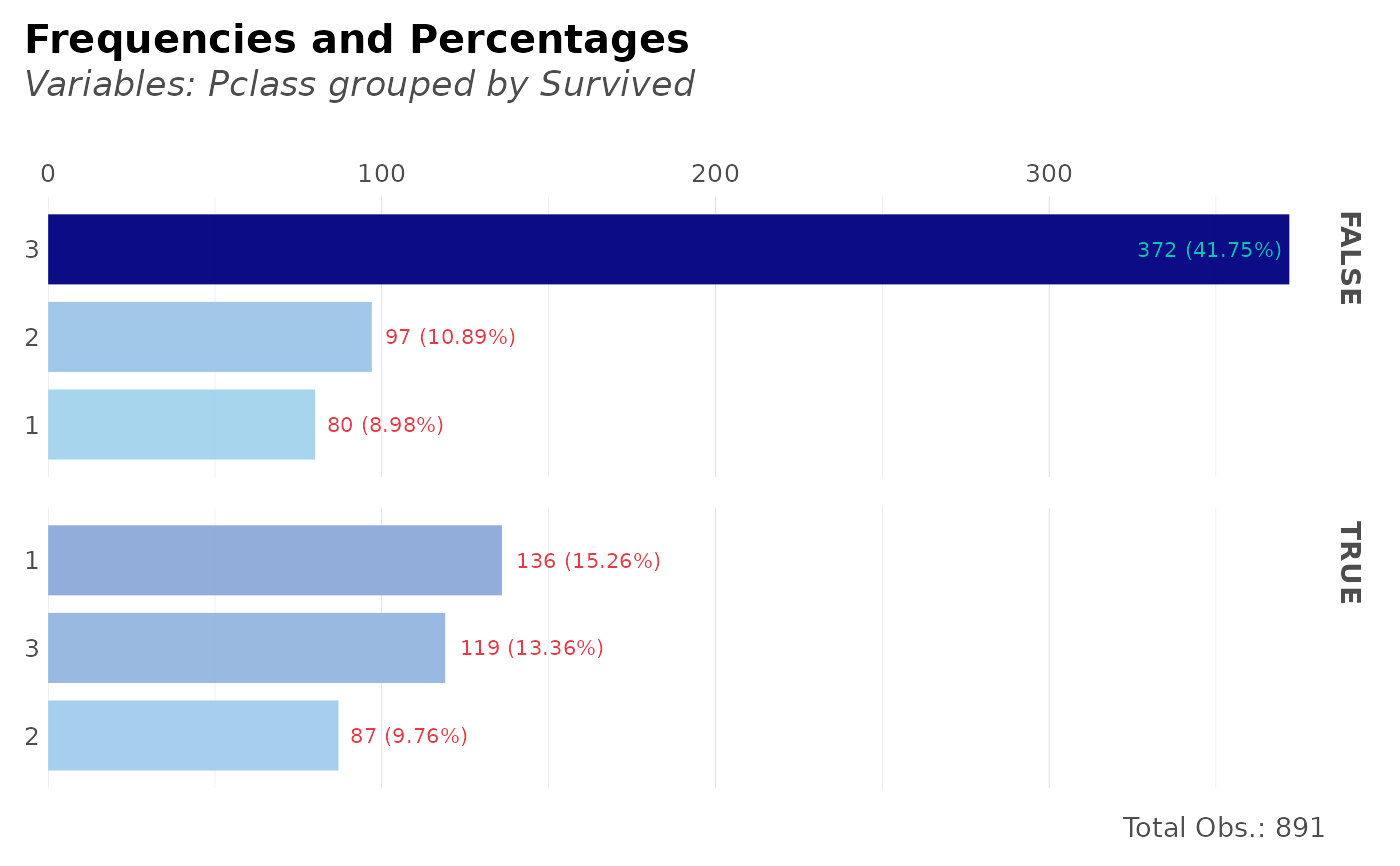 Frequencies and Percentages
Variables: Pclass grouped by Survived
0 100 200 300
FALSE
3 372 (41.75%)
2 97 (10.89%)
1 80 (8.98%)
TRUE
1 136 (15.26%)
3 119 (13.36%)
2 87 (9.76%)
Total Obs.: 891